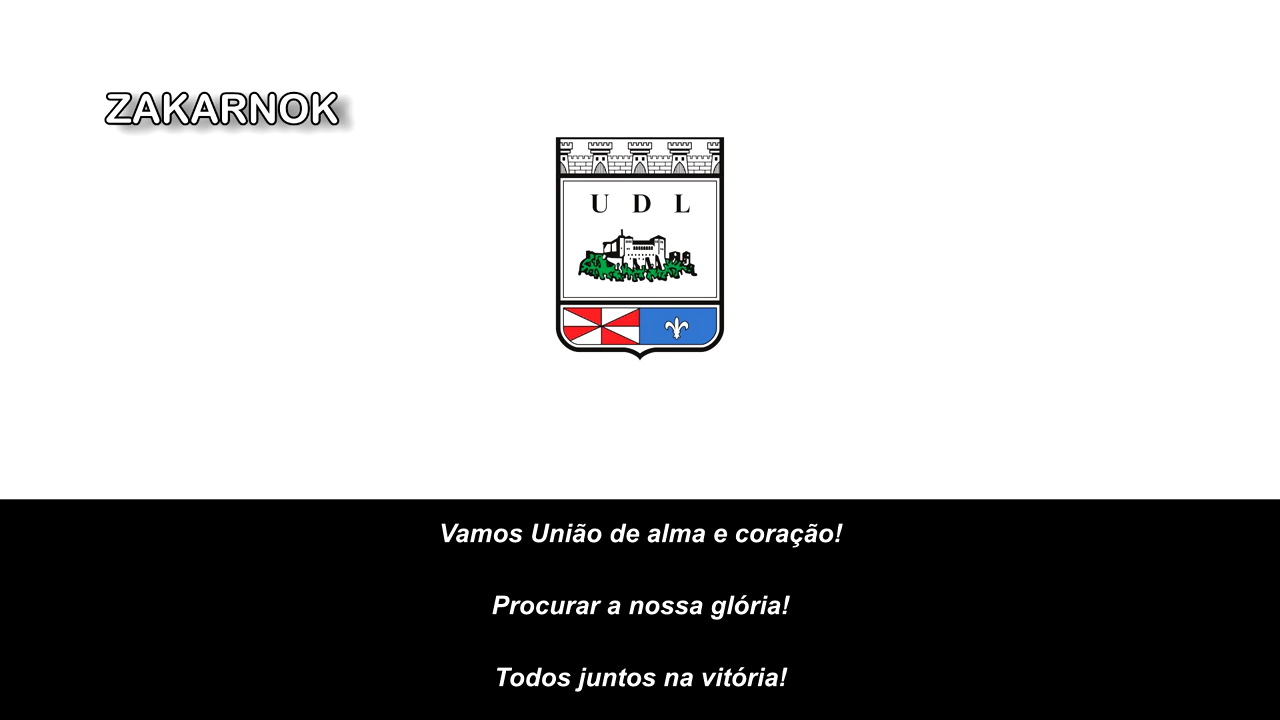 ZAKARNOK
U D L
Vamos União de alma e coração!
Procurar a nossa glória!
Todos juntos na vitória!